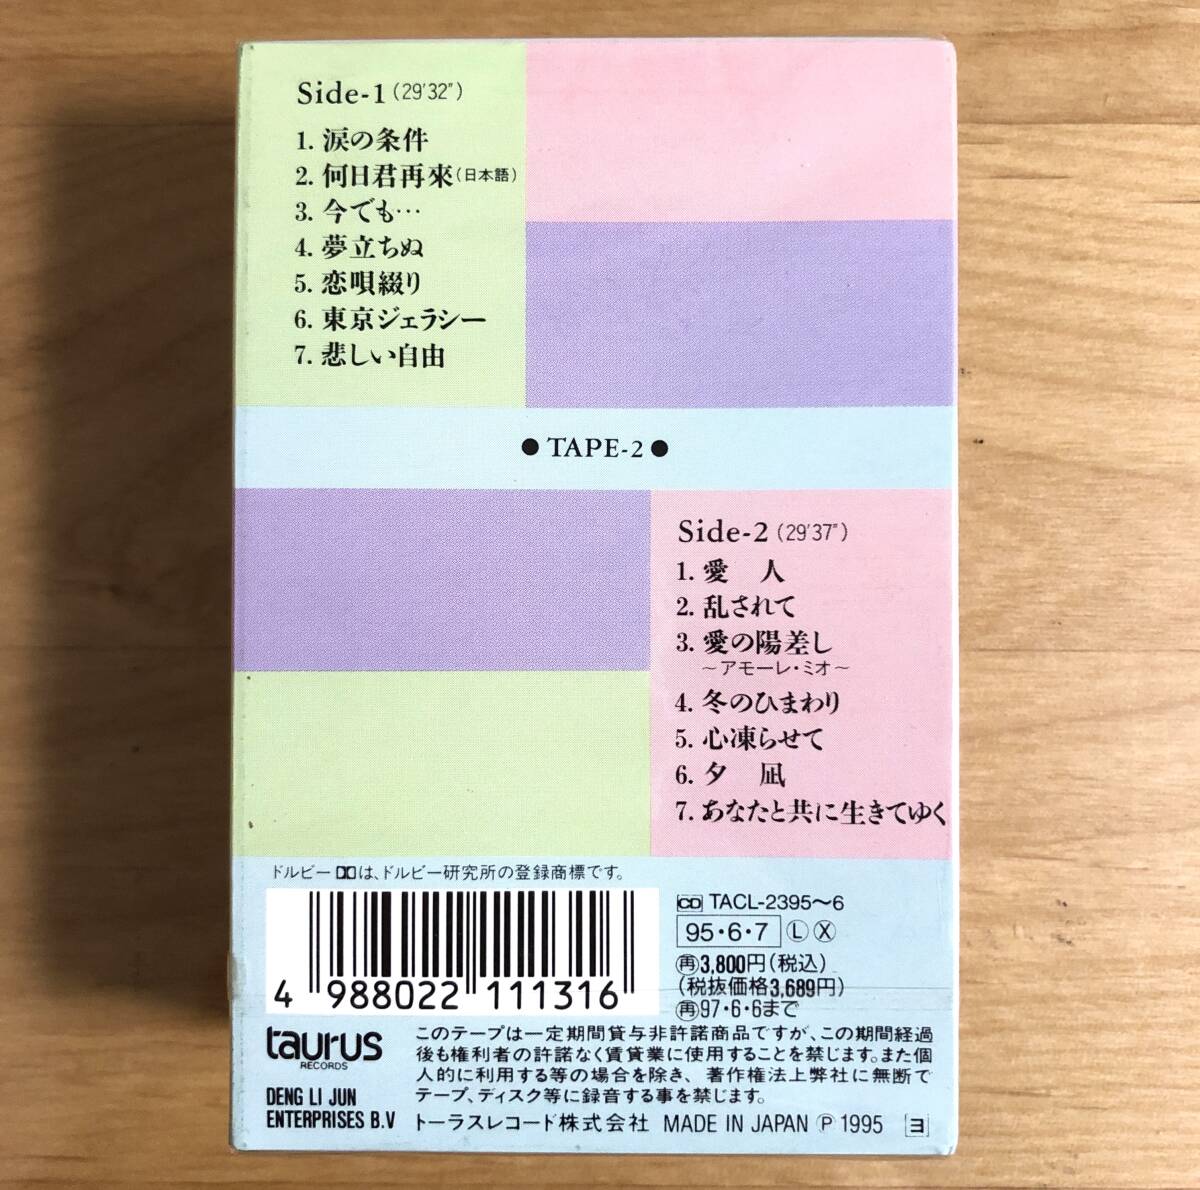 Side-1 (29'32")
1. 涙の条件
2. 何日君再來(日本語)
3. 今でも…
4. 夢立ちぬ
5. 恋唄綴り
6. 東京ジェラシー
7. 悲しい自由
● TAPE-2 ●
Side-2 (29'37")
1. 愛 人
2. 乱されて
3. 愛の陽差し
～アモーレ・ミオ～
4. 冬のひまわり
5. 心凍らせて
6. 夕 凪
7. あなたと共に生きてゆく
ドルビーは、ドルビー研究所の登録商標です。
4 988022 111316
CD TACL-2395～6
95・6・7 Ⓛ Ⓧ
再3,800円(税込)
(税抜価格3,689円)
再97・6・6まで
taurus
RECORDS
DENG LI JUN
ENTERPRISES B.V
このテープは一定期間貸与非許諾商品ですが、この期間経過
後も権利者の許諾なく賃貸業に使用することを禁じます。また個
人的に利用する等の場合を除き、著作権法上弊社に無断で
テープ、ディスク等に録音する事を禁じます。
トーラスレコード株式会社 MADE IN JAPAN Ⓟ 1995 ヨ